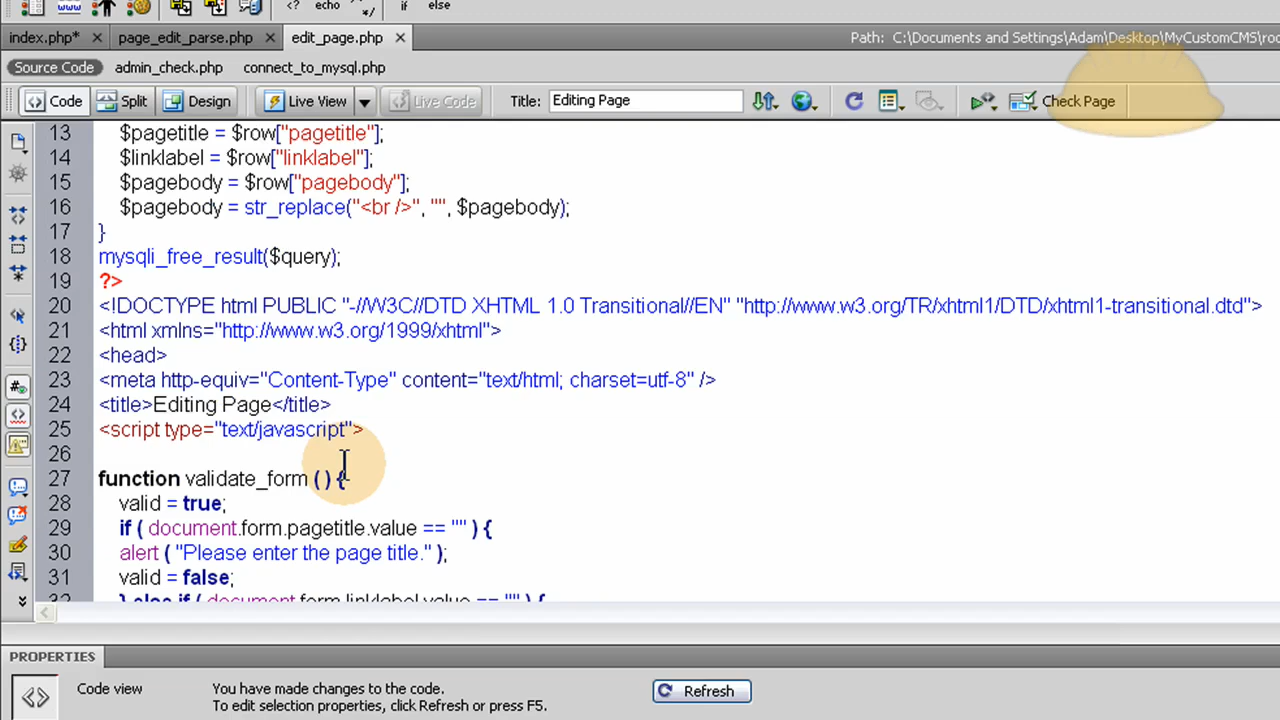 <? echo */ if else
index.php* page_edit_parse.php edit_page.php Path: C:\Documents and Settings\Adam\Desktop\MyCustomCMS\roo
Source Code admin_check.php connect_to_mysql.php
Code Split Design Live View Live Code Title: Editing Page Check Page
13 $pagetitle = $row["pagetitle"];
14 $linklabel = $row["linklabel"];
15 $pagebody = $row["pagebody"];
16 $pagebody = str_replace("<br />", "", $pagebody);
17 }
18 mysqli_free_result($query);
19 ?>
20 <!DOCTYPE html PUBLIC "-//W3C//DTD XHTML 1.0 Transitional//EN" "http://www.w3.org/TR/xhtml1/DTD/xhtml1-transitional.dtd">
21 <html xmlns="http://www.w3.org/1999/xhtml">
22 <head>
23 <meta http-equiv="Content-Type" content="text/html; charset=utf-8" />
24 <title>Editing Page</title>
25 <script type="text/javascript">
26
27 function validate_form ( ) {
28 valid = true;
29 if ( document.form.pagetitle.value == "" ) {
30 alert ( "Please enter the page title." );
31 valid = false;
32 } else if ( document.form.linklabel.value == "" ) {
PROPERTIES
Code view You have made changes to the code.
To edit selection properties, click Refresh or press F5.
Refresh